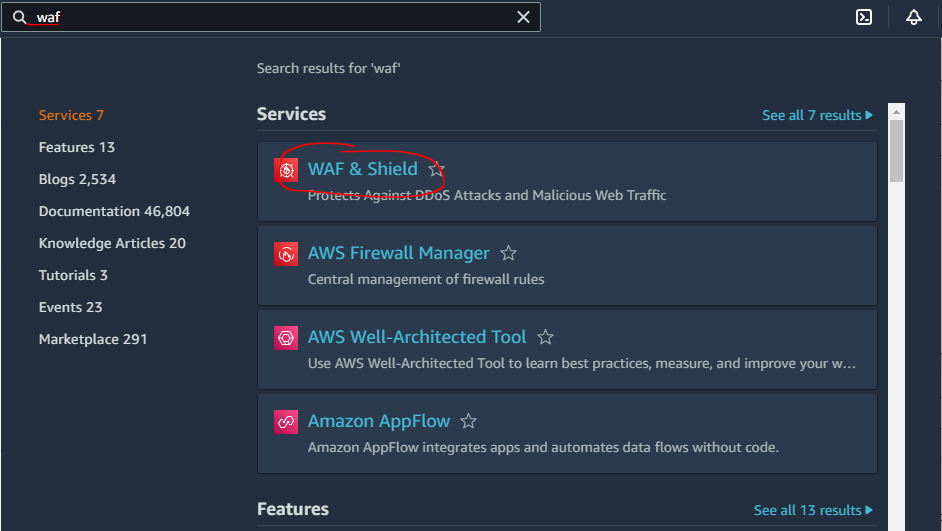 waf
Search results for 'waf'
Services 7
Features 13
Blogs 2,534
Documentation 46,804
Knowledge Articles 20
Tutorials 3
Events 23
Marketplace 291
Services
See all 7 results
WAF & Shield
Protects Against DDoS Attacks and Malicious Web Traffic
AWS Firewall Manager
Central management of firewall rules
AWS Well-Architected Tool
Use AWS Well-Architected Tool to learn best practices, measure, and improve your w…
Amazon AppFlow
Amazon AppFlow integrates apps and automates data flows without code.
Features
See all 13 results